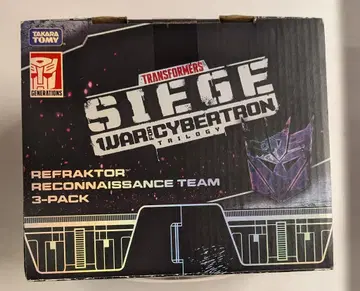 TAKARA
TOMY
GENERATIONS
TRANSFORMERS
SIEGE
WAR FOR CYBERTRON
TRILOGY
REFRAKTOR
RECONNAISSANCE TEAM
3-PACK